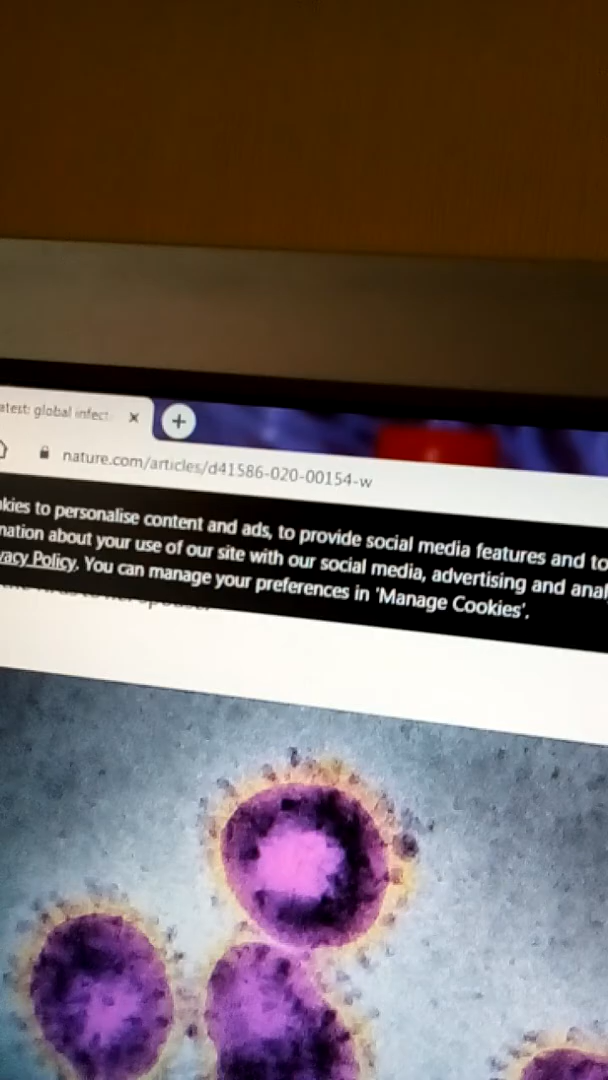 atest: global infect
nature.com/articles/d41586-020-00154-w
kies to personalise content and ads, to provide social media features and to
mation about your use of our site with our social media, advertising and anal
vacy Policy. You can manage your preferences in 'Manage Cookies'.